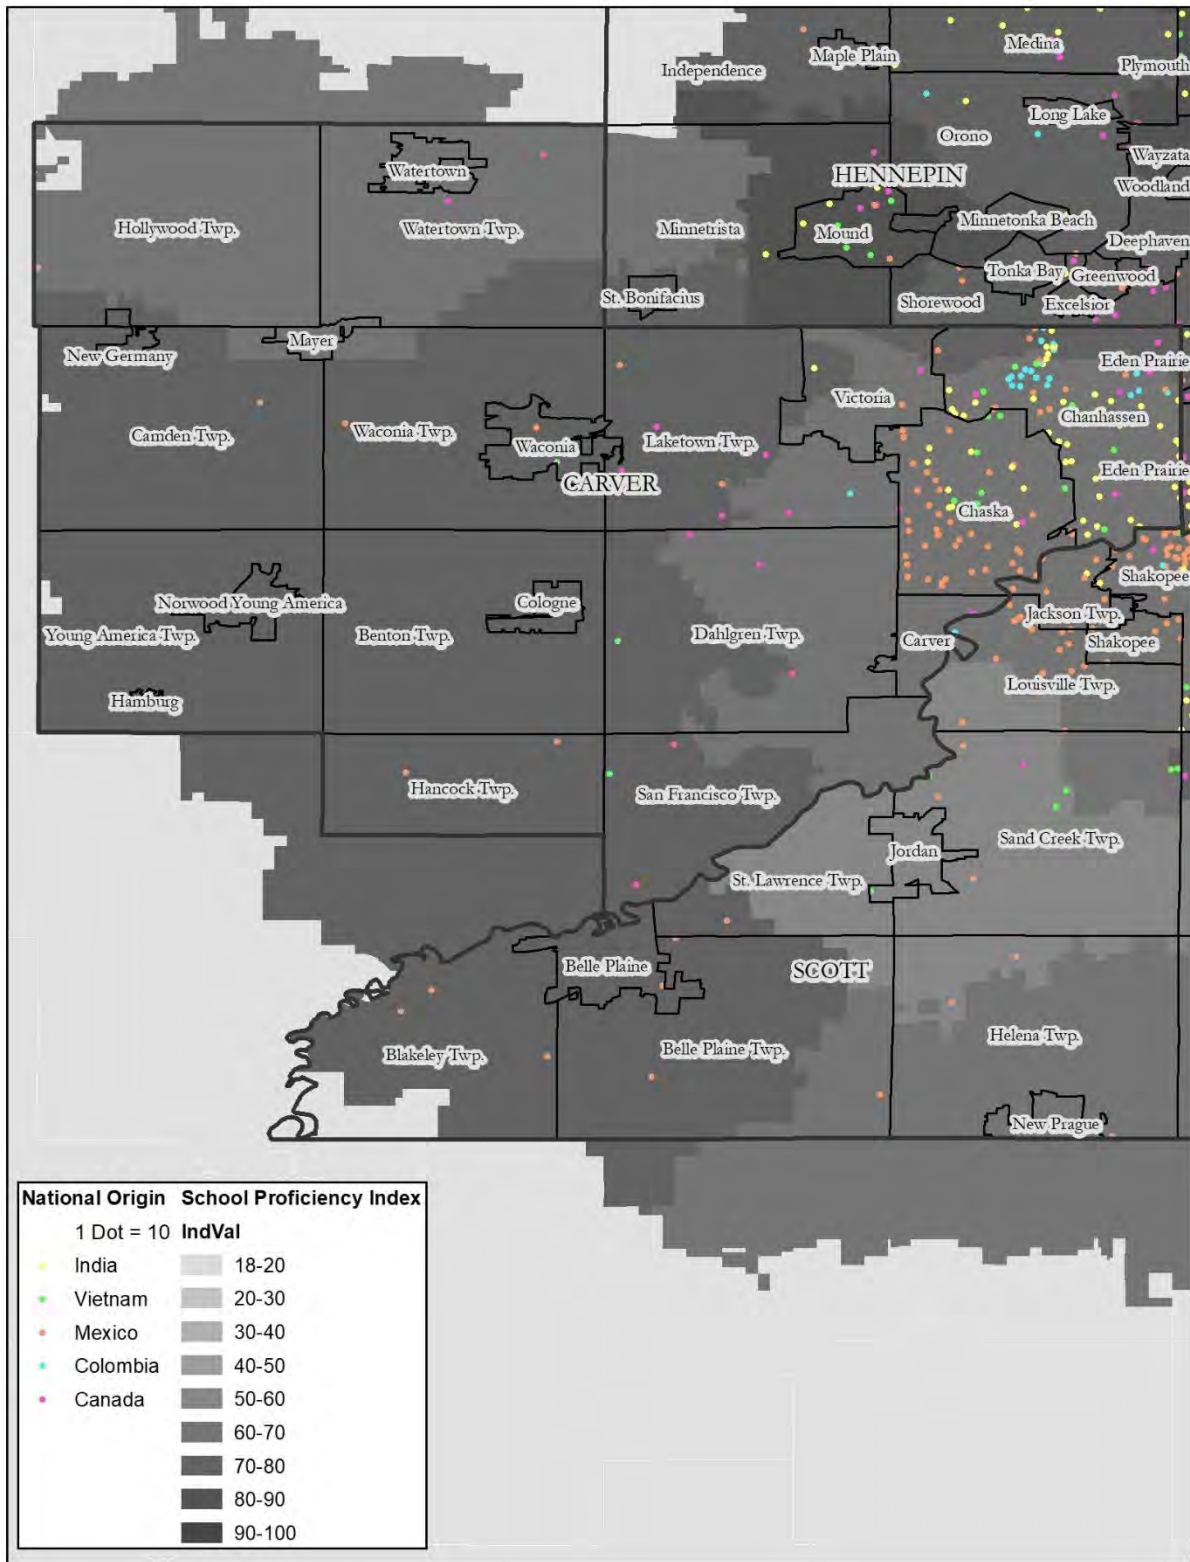 Medina
Maple Plain
Independence
Plymouth
Long Lake
Orono
Wayzata
Watertown
HENNEPIN
Woodland
Minnetonka Beach
Hollywood Twp.
Watertown Twp.
Minnetrista
Mound
Deephaven
Tonka Bay
Greenwood
St. Bonifacius
Shorewood
Excelsior
Mayer
New Germany
Eden Prairie
Victoria
Chanhassen
Camden Twp.
Waconia Twp.
Waconia
Laketown Twp.
Eden Prairie
CARVER
Chaska
Shakopee
Norwood Young America
Cologne
Jackson Twp.
Young America Twp.
Benton Twp.
Dahlgren Twp.
Carver
Shakopee
Louisville Twp.
Hamburg
Hancock Twp.
San Francisco Twp.
Sand Creek Twp.
Jordan
St. Lawrence Twp.
Belle Plaine
SCOTT
Helena Twp.
Blakeley Twp.
Belle Plaine Twp.
New Prague
National Origin School Proficiency Index
1 Dot = 10 IndVal
India 18-20
Vietnam 20-30
Mexico 30-40
Colombia 40-50
Canada 50-60
60-70
70-80
80-90
90-100